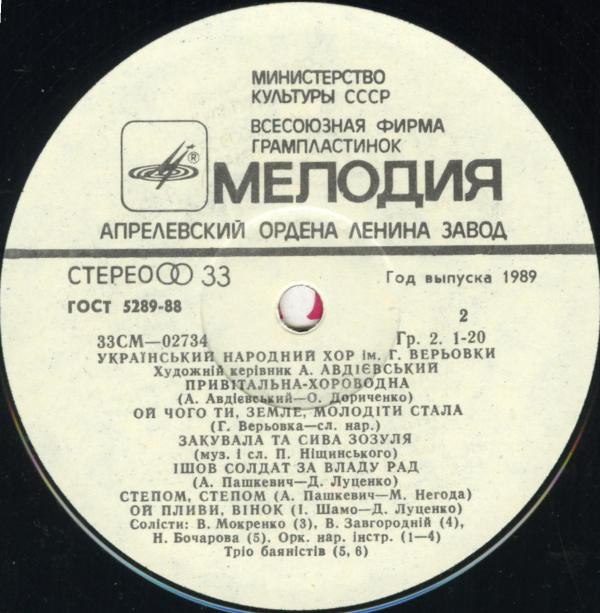 МИНИСТЕРСТВО
КУЛЬТУРЫ СССР
ВСЕСОЮЗНАЯ ФИРМА
ГРАМПЛАСТИНОК
®
МЕЛОДИЯ
АПРЕЛЕВСКИЙ ОРДЕНА ЛЕНИНА ЗАВОД
СТЕРЕО 33
Год выпуска 1989
ГОСТ 5289-88
2
33СМ—02734
Гр. 2. 1-20
УКРАЇНСЬКИЙ НАРОДНИЙ ХОР ім. Г. ВЕРЬОВКИ
Художній керівник А. АВДІЄВСЬКИЙ
ПРИВІТАЛЬНА-ХОРОВОДНА
(А. Авдієвський—О. Дориченко)
ОЙ ЧОГО ТИ, ЗЕМЛЕ, МОЛОДІТИ СТАЛА
(Г. Верьовка—сл. нар.)
ЗАКУВАЛА ТА СИВА ЗОЗУЛЯ
(муз. і сл. П. Ніщинського)
ІШОВ СОЛДАТ ЗА ВЛАДУ РАД
(А. Пашкевич—Д. Луценко)
СТЕПОМ, СТЕПОМ (А. Пашкевич—М. Негода)
ОЙ ПЛИВИ, ВІНОК (І. Шамо—Д. Луценко)
Солісти: В. Мокренко (3), В. Завгородній (4),
Н. Бочарова (5). Орк. нар. інстр. (1—4)
Тріо баяністів (5, 6)